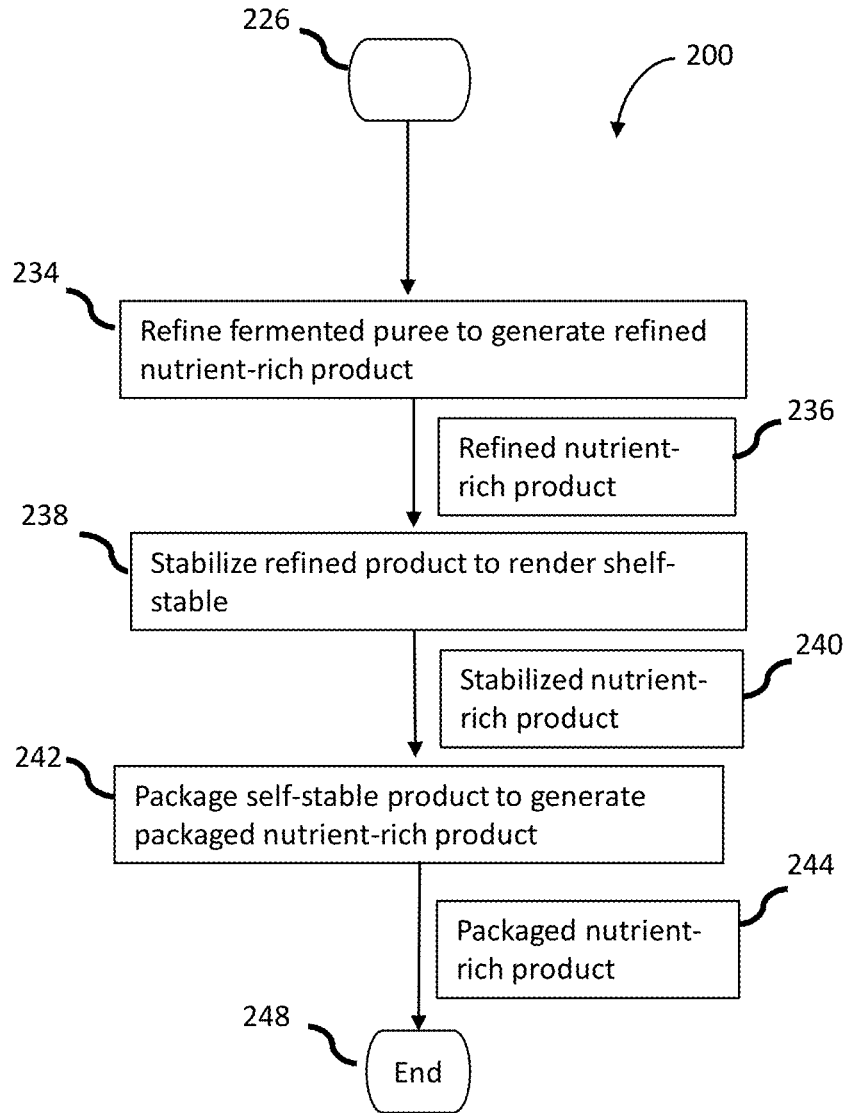 226
200
234
Refine fermented puree to generate refined
nutrient-rich product
236
Refined nutrient-
rich product
238
Stabilize refined product to render shelf-
stable
240
Stabilized nutrient-
rich product
242
Package self-stable product to generate
packaged nutrient-rich product
244
Packaged nutrient-
rich product
248
End